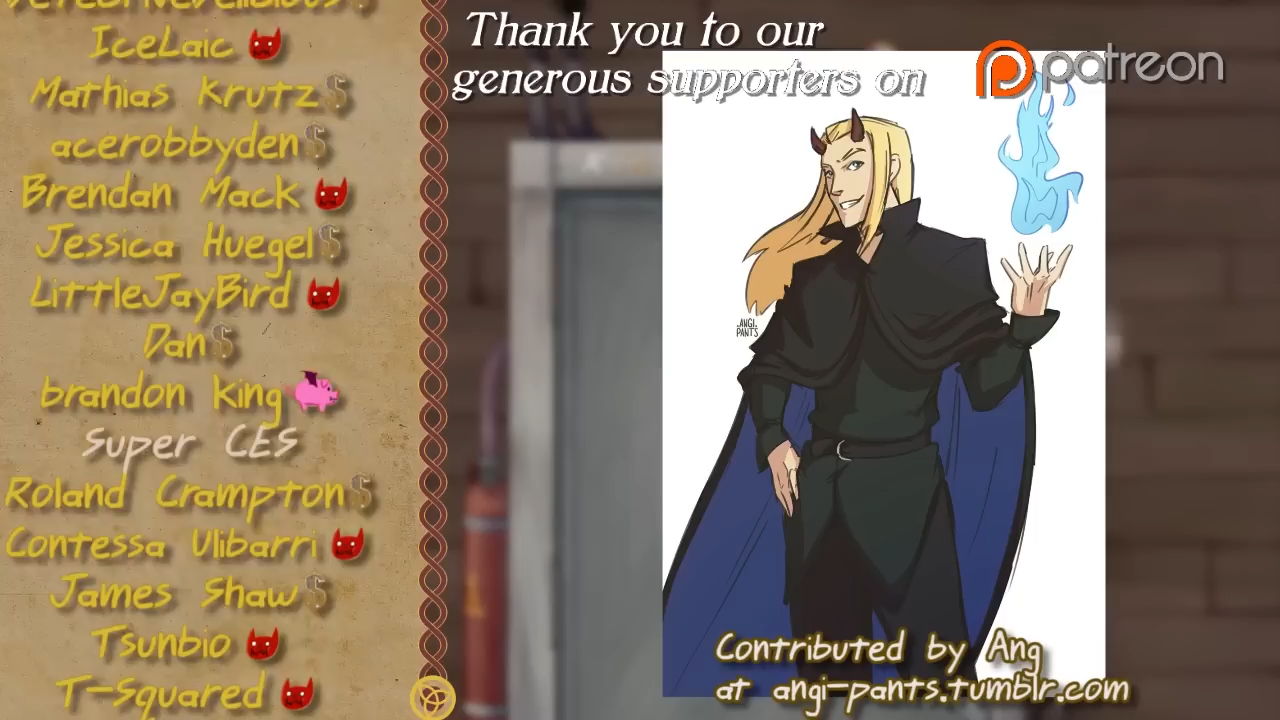 IceLaic
Mathias Krutz
acerobbyden
Brendan Mack
Jessica Huegel
LittleJayBird
Dan
brandon King
Super CES
Roland Crampton
Contessa Ulibarri
James Shaw
Tsunbio
T-Squared
Thank you to our
generous supporters on
patreon
ANGI
PANTS
Contributed by Ang
at angi-pants.tumblr.com